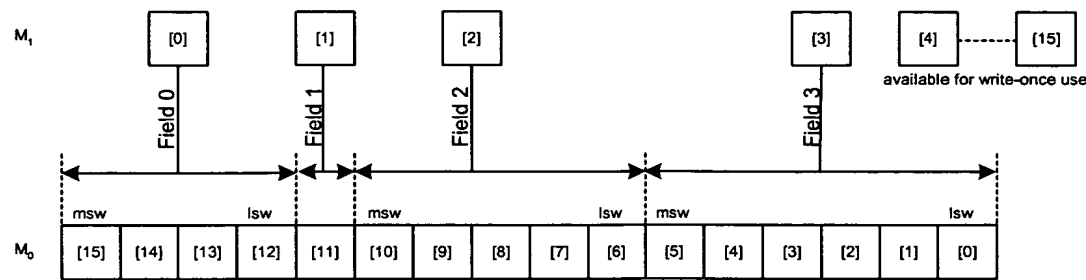 M1 [0] [1] [2] [3] [4] [15]
available for write-once use
Field 0 Field 1 Field 2 Field 3
msw lsw msw lsw msw lsw
M0 [15] [14] [13] [12] [11] [10] [9] [8] [7] [6] [5] [4] [3] [2] [1] [0]